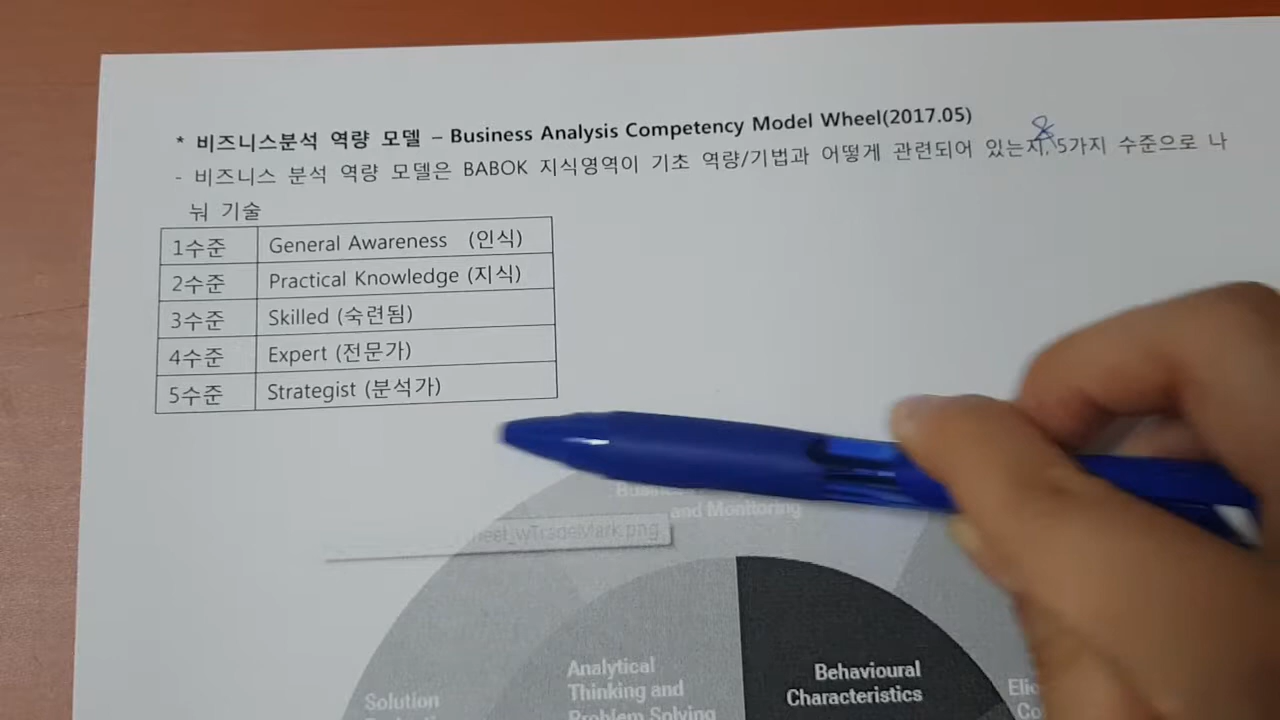 * 비즈니스분석 역량 모델 – Business Analysis Competency Model Wheel(2017.05)
- 비즈니스 분석 역량 모델은 BABOK 지식영역이 기초 역량/기법과 어떻게 관련되어 있는지, 5가지 수준으로 나
눠 기술
1수준 General Awareness (인식)
2수준 Practical Knowledge (지식)
3수준 Skilled (숙련됨)
4수준 Expert (전문가)
5수준 Strategist (분석가)
and Monitoring
wTradeMark.png
Analytical
Thinking and
Problem Solving
Behavioural
Characteristics
Solution